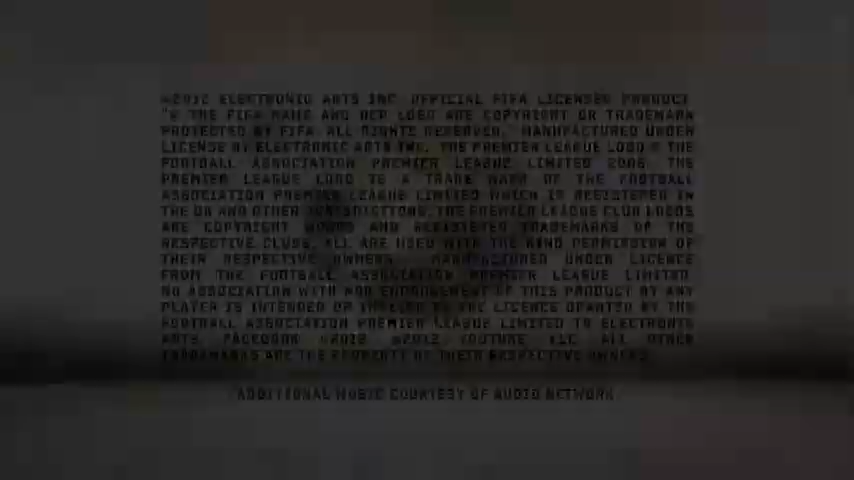 ©2012 ELECTRONIC ARTS INC. OFFICIAL FIFA LICENSED PRODUCT.
"© THE FIFA NAME AND OLP LOGO ARE COPYRIGHT OR TRADEMARK
PROTECTED BY FIFA. ALL RIGHTS RESERVED." MANUFACTURED UNDER
LICENSE BY ELECTRONIC ARTS INC. THE PREMIER LEAGUE LOGO © THE
FOOTBALL ASSOCIATION PREMIER LEAGUE LIMITED 2006. THE
PREMIER LEAGUE LOGO IS A TRADE MARK OF THE FOOTBALL
ASSOCIATION PREMIER LEAGUE LIMITED WHICH IS REGISTERED IN
THE UK AND OTHER JURISDICTIONS. THE PREMIER LEAGUE CLUB LOGOS
ARE COPYRIGHT WORKS AND REGISTERED TRADEMARKS OF THE
RESPECTIVE CLUBS. ALL ARE USED WITH THE KIND PERMISSION OF
THEIR RESPECTIVE OWNERS. MANUFACTURED UNDER LICENCE
FROM THE FOOTBALL ASSOCIATION PREMIER LEAGUE LIMITED.
NO ASSOCIATION WITH NOR ENDORSEMENT OF THIS PRODUCT BY ANY
PLAYER IS INTENDED OR IMPLIED BY THE LICENCE GRANTED BY THE
FOOTBALL ASSOCIATION PREMIER LEAGUE LIMITED TO ELECTRONIC
ARTS. FACEBOOK ©2012. ©2012 YOUTUBE LLC. ALL OTHER
TRADEMARKS ARE THE PROPERTY OF THEIR RESPECTIVE OWNERS.
ADDITIONAL MUSIC COURTESY OF AUDIO NETWORK